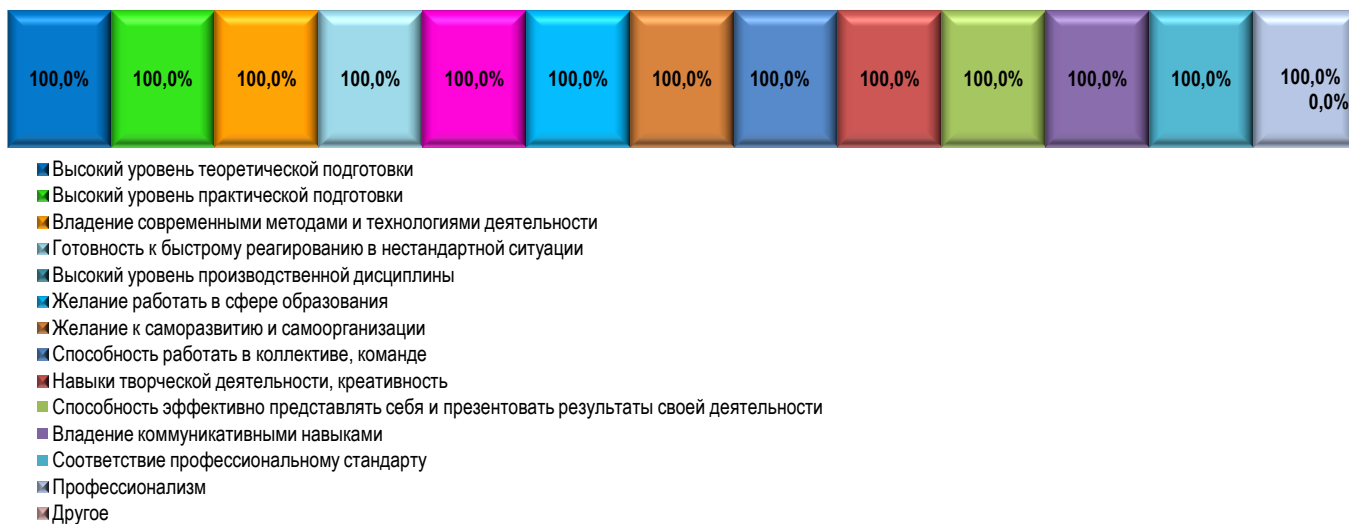 100,0% 100,0% 100,0% 100,0% 100,0% 100,0% 100,0% 100,0% 100,0% 100,0% 100,0% 100,0% 100,0%
0,0%
Высокий уровень теоретической подготовки
Высокий уровень практической подготовки
Владение современными методами и технологиями деятельности
Готовность к быстрому реагированию в нестандартной ситуации
Высокий уровень производственной дисциплины
Желание работать в сфере образования
Желание к саморазвитию и самоорганизации
Способность работать в коллективе, команде
Навыки творческой деятельности, креативность
Способность эффективно представлять себя и презентовать результаты своей деятельности
Владение коммуникативными навыками
Соответствие профессиональному стандарту
Профессионализм
Другое